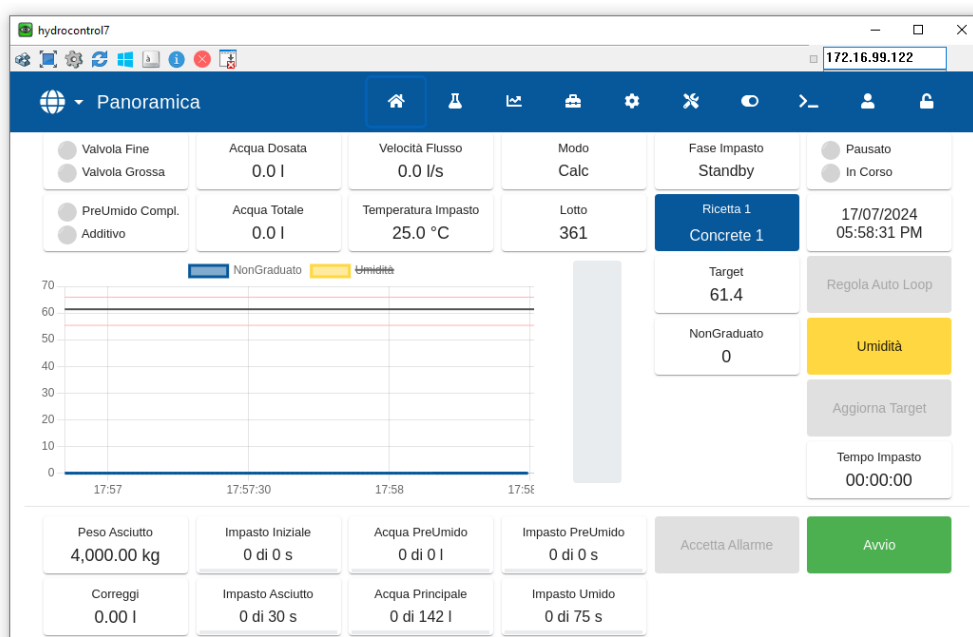 hydrocontrol7
172.16.99.122
Panoramica
Valvola Fine
Valvola Grossa
Acqua Dosata
0.0 l
Velocità Flusso
0.0 l/s
Modo
Calc
Fase Impasto
Standby
Pausato
In Corso
PreUmido Compl.
Additivo
Acqua Totale
0.0 l
Temperatura Impasto
25.0 °C
Lotto
361
Ricetta 1
Concrete 1
17/07/2024
05:58:31 PM
NonGraduato
Umidità
70
60
50
40
30
20
10
0
17:57
17:57:30
17:58
17:58
Target
61.4
NonGraduato
0
Regola Auto Loop
Umidità
Aggiorna Target
Tempo Impasto
00:00:00
Peso Asciutto
4,000.00 kg
Impasto Iniziale
0 di 0 s
Acqua PreUmido
0 di 0 l
Impasto PreUmido
0 di 0 s
Accetta Allarme
Avvio
Correggi
0.00 l
Impasto Asciutto
0 di 30 s
Acqua Principale
0 di 142 l
Impasto Umido
0 di 75 s